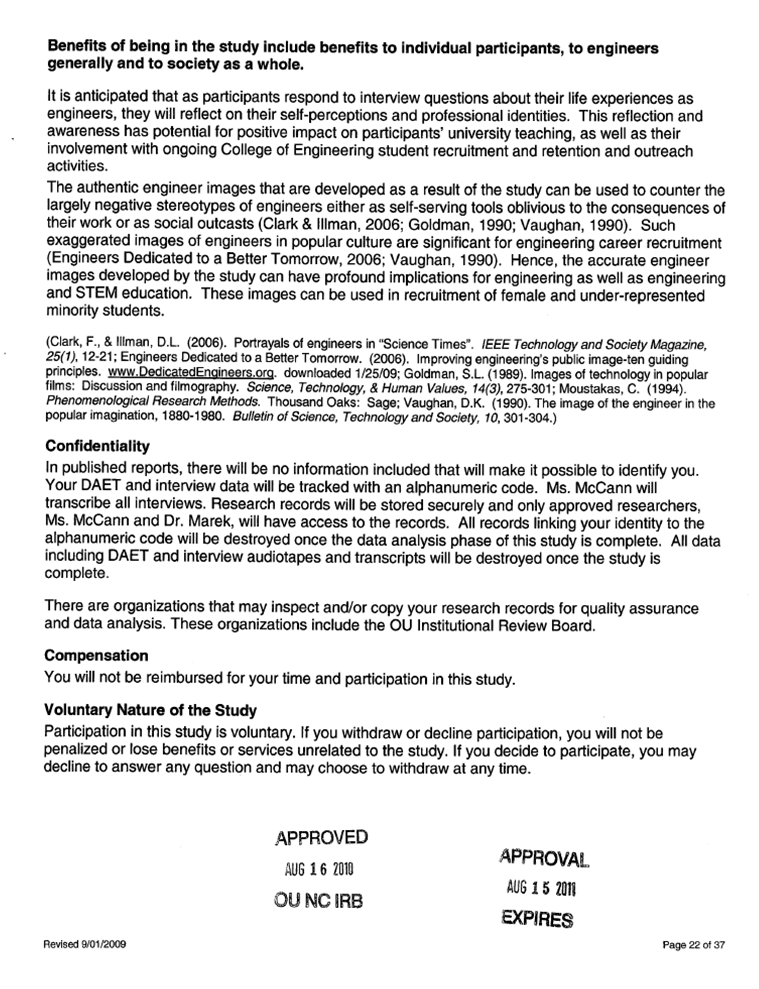 Benefits of being in the study include benefits to individual participants, to engineers
generally and to society as a whole.
It is anticipated that as participants respond to interview questions about their life experiences as
engineers, they will reflect on their self-perceptions and professional identities.  This reflection and
awareness has potential for positive impact on participants' university teaching, as well as their
involvement with ongoing College of Engineering student recruitment and retention and outreach
activities.
The authentic engineer images that are developed as a result of the study can be used to counter the
largely negative stereotypes of engineers either as self-serving tools oblivious to the consequences of
their work or as social outcasts (Clark & Illman, 2006; Goldman, 1990; Vaughan, 1990).  Such
exaggerated images of engineers in popular culture are significant for engineering career recruitment
(Engineers Dedicated to a Better Tomorrow, 2006; Vaughan, 1990).  Hence, the accurate engineer
images developed by the study can have profound implications for engineering as well as engineering
and STEM education.  These images can be used in recruitment of female and under-represented
minority students.
(Clark, F., & Illman, D.L. (2006).  Portrayals of engineers in "Science Times".  IEEE Technology and Society Magazine,
25(1), 12-21; Engineers Dedicated to a Better Tomorrow.  (2006).  Improving engineering's public image-ten guiding
principles.  www.DedicatedEngineers.org.  downloaded 1/25/09; Goldman, S.L. (1989). Images of technology in popular
films:  Discussion and filmography.  Science, Technology, & Human Values, 14(3), 275-301; Moustakas, C.  (1994).
Phenomenological Research Methods.  Thousand Oaks:  Sage; Vaughan, D.K.  (1990). The image of the engineer in the
popular imagination, 1880-1980.  Bulletin of Science, Technology and Society, 10, 301-304.)
Confidentiality
In published reports, there will be no information included that will make it possible to identify you.
Your DAET and interview data will be tracked with an alphanumeric code.  Ms. McCann will
transcribe all interviews. Research records will be stored securely and only approved researchers,
Ms. McCann and Dr. Marek, will have access to the records.  All records linking your identity to the
alphanumeric code will be destroyed once the data analysis phase of this study is complete.  All data
including DAET and interview audiotapes and transcripts will be destroyed once the study is
complete.
There are organizations that may inspect and/or copy your research records for quality assurance
and data analysis. These organizations include the OU Institutional Review Board.
Compensation
You will not be reimbursed for your time and participation in this study.
Voluntary Nature of the Study
Participation in this study is voluntary. If you withdraw or decline participation, you will not be
penalized or lose benefits or services unrelated to the study. If you decide to participate, you may
decline to answer any question and may choose to withdraw at any time.
APPROVED
AUG 16 2010
OU NC IRB
APPROVAL
AUG 15 2011
EXPIRES
Revised 9/01/2009
Page 22 of 37